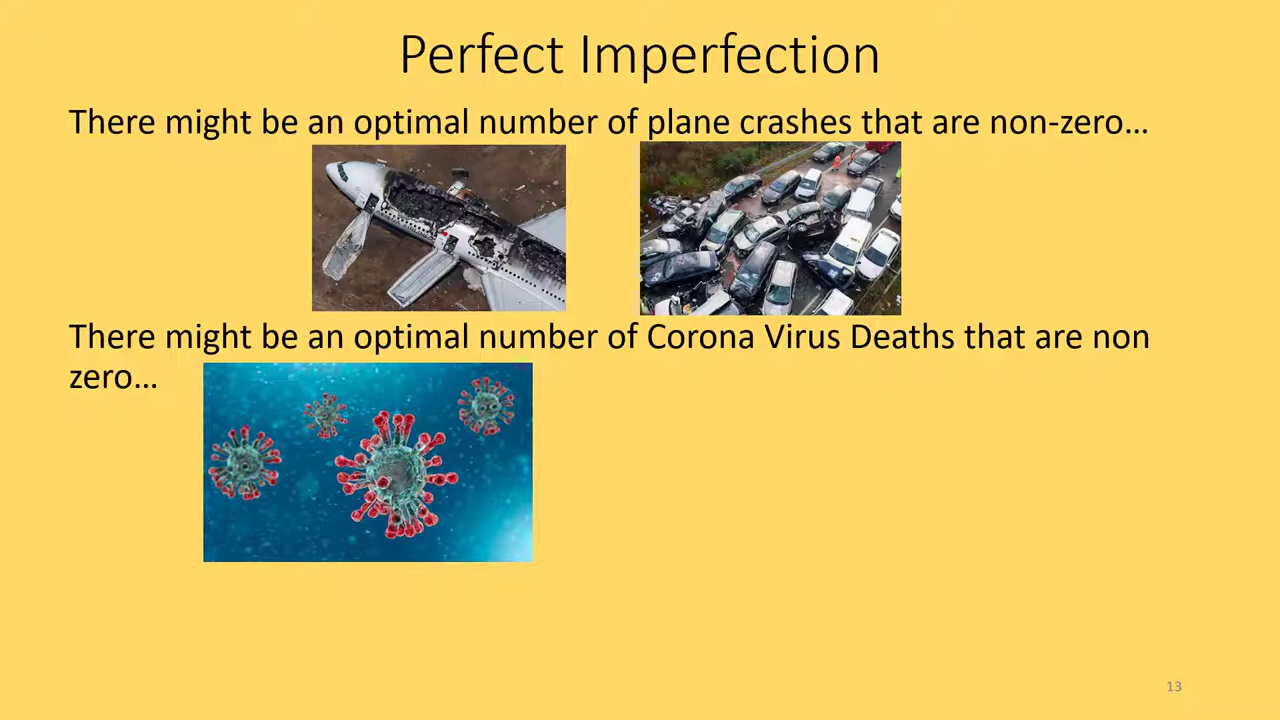 Perfect Imperfection
There might be an optimal number of plane crashes that are non-zero…
There might be an optimal number of Corona Virus Deaths that are non
zero…
13